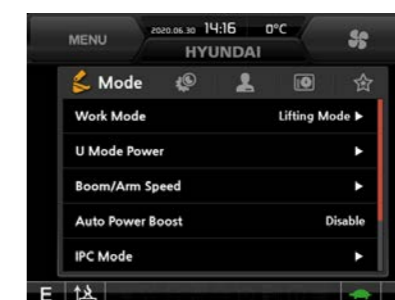 MENU
2020.06.30 14:16 0°C
HYUNDAI
Mode
Work Mode Lifting Mode ▶
U Mode Power ▶
Boom/Arm Speed ▶
Auto Power Boost Disable
IPC Mode ▶
E